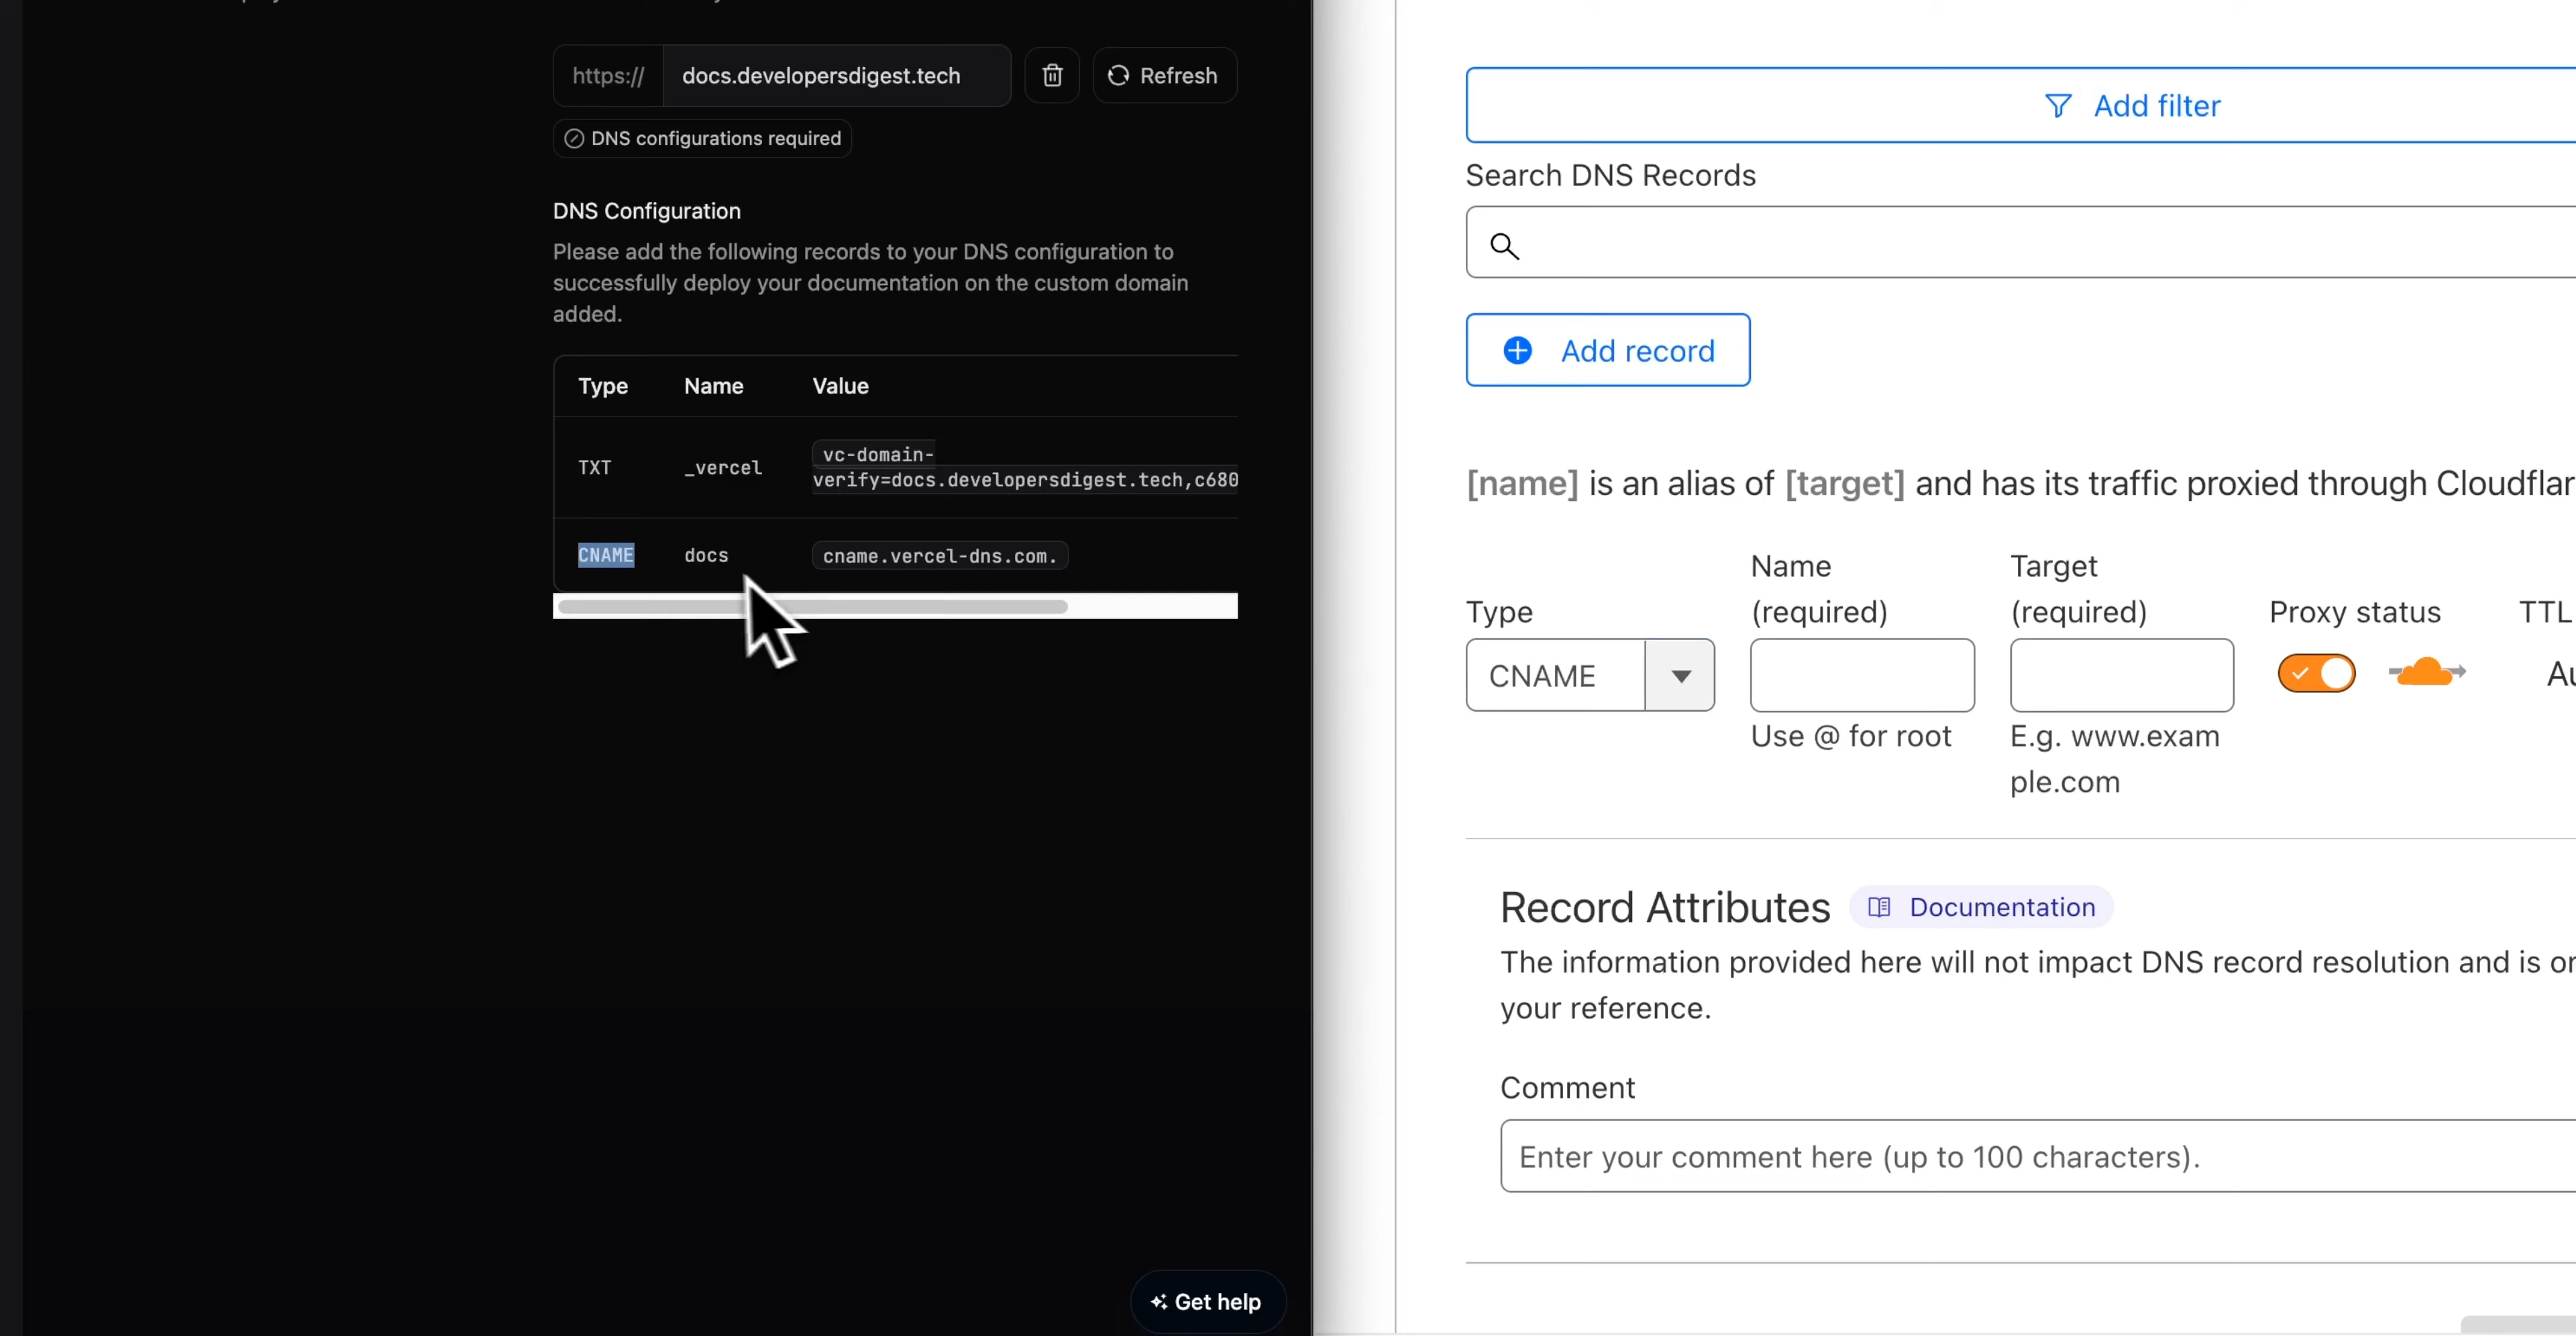 https://
docs.developersdigest.tech
Refresh
DNS configurations required
DNS Configuration
Please add the following records to your DNS configuration to
successfully deploy your documentation on the custom domain
added.
Type Name Value
TXT _vercel vc-domain-
verify=docs.developersdigest.tech,c680
CNAME docs cname.vercel-dns.com.
Get help
Add filter
Search DNS Records
Add record
[name] is an alias of [target] and has its traffic proxied through Cloudflar
Type
Name
(required)
Target
(required)
Proxy status
TTL
CNAME
Au
Use @ for root
E.g. www.exam
ple.com
Record Attributes
Documentation
The information provided here will not impact DNS record resolution and is
your reference.
Comment
Enter your comment here (up to 100 characters).